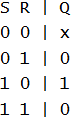 S R | Q
0 0 | x
0 1 | 0
1 0 | 1
1 1 | 0